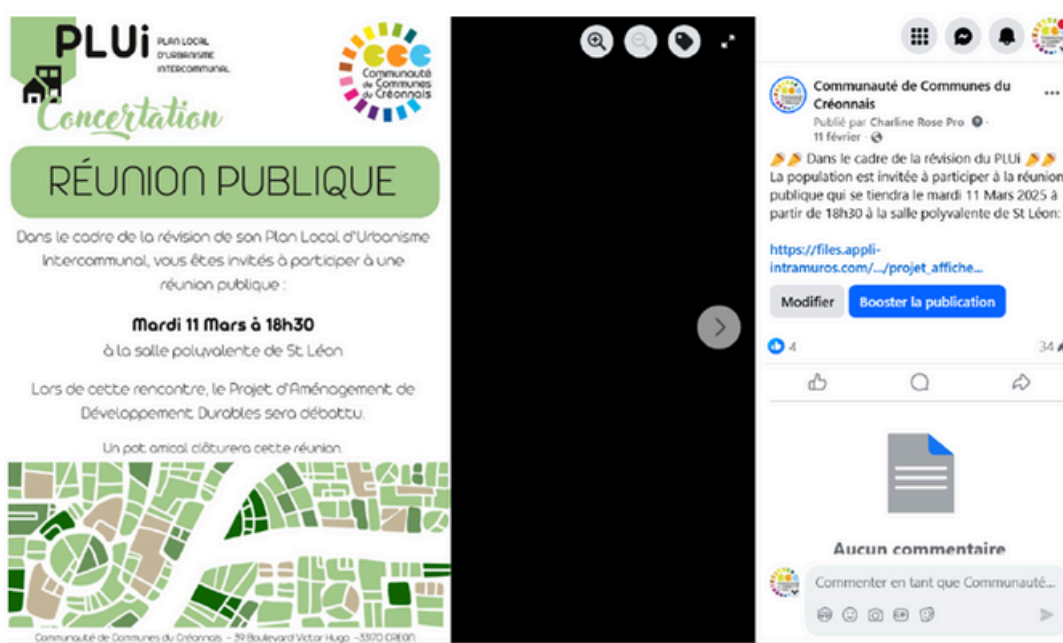 PLUi
PLAN LOCAL
D'URBANISME
INTERCOMMUNAL
Concertation
Communauté
de Communes
du Créonnais
RÉUNION PUBLIQUE
Dans le cadre de la révision de son Plan Local d'Urbanisme
Intercommunal, vous êtes invités à participer à une
réunion publique :
Mardi 11 Mars à 18h30
à la salle polyvalente de St Léon
Lors de cette rencontre, le Projet d'Aménagement de
Développement Durables sera débattu.
Un pot amical clôturera cette réunion.
Communauté de Communes du Créonnais - 39 Boulevard Victor Hugo -33670 CREON
Communauté de Communes du
Créonnais
Publié par Charline Rose Pro
11 février
Dans le cadre de la révision du PLUi
La population est invitée à participer à la réunion
publique qui se tiendra le mardi 11 Mars 2025 à
partir de 18h30 à la salle polyvalente de St Léon:
https://files.appli-
intramuros.com/.../projet_affiche...
Modifier
Booster la publication
4
34
Aucun commentaire
Commenter en tant que Communauté...